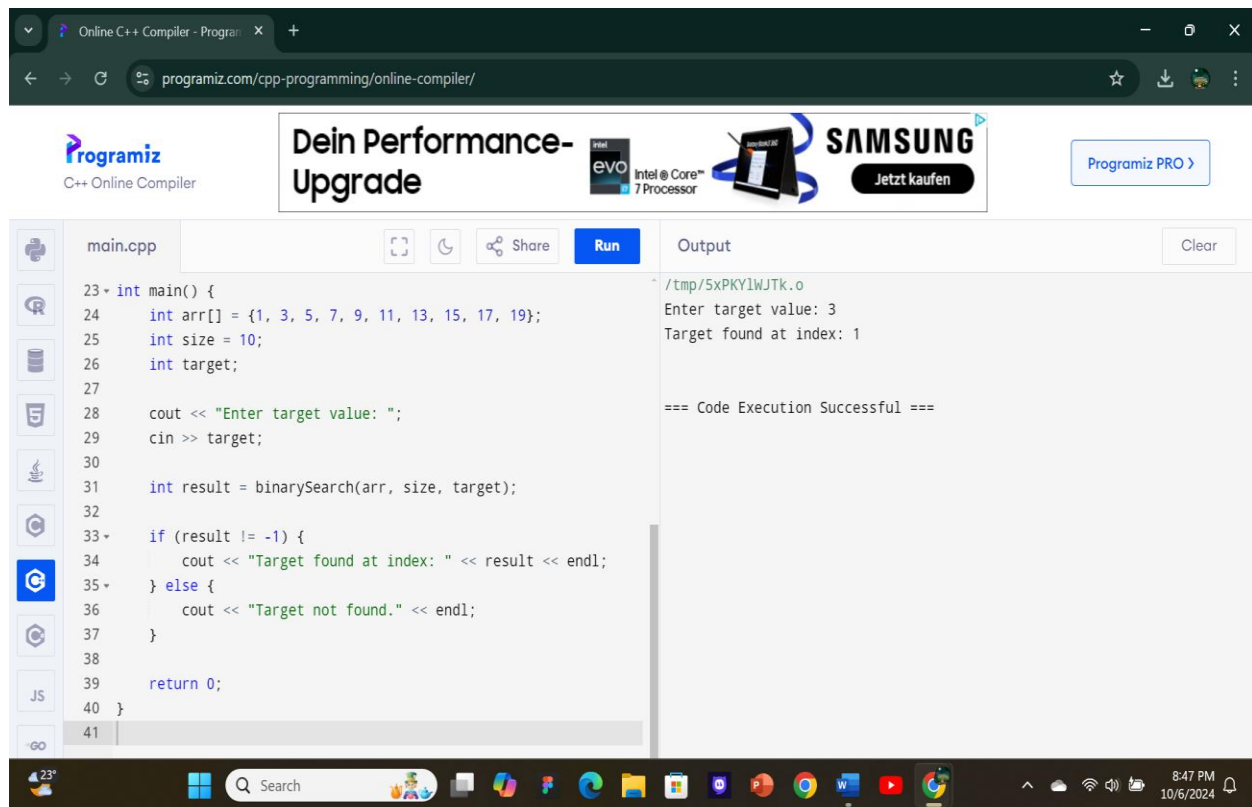 Online C++ Compiler - Program
programiz.com/cpp-programming/online-compiler/
Programiz
C++ Online Compiler
Dein Performance-
Upgrade
intel
evo
i7
Intel® Core™
7 Processor
SAMSUNG
Jetzt kaufen
Programiz PRO >
main.cpp
Share
Run
Output
Clear
23 int main() {
24     int arr[] = {1, 3, 5, 7, 9, 11, 13, 15, 17, 19};
25     int size = 10;
26     int target;
27
28     cout << "Enter target value: ";
29     cin >> target;
30
31     int result = binarySearch(arr, size, target);
32
33     if (result != -1) {
34         cout << "Target found at index: " << result << endl;
35     } else {
36         cout << "Target not found." << endl;
37     }
38
39     return 0;
40 }
41
/tmp/5xPKYlWJTk.o
Enter target value: 3
Target found at index: 1
=== Code Execution Successful ===
JS
GO
23°
Search
8:47 PM
10/6/2024